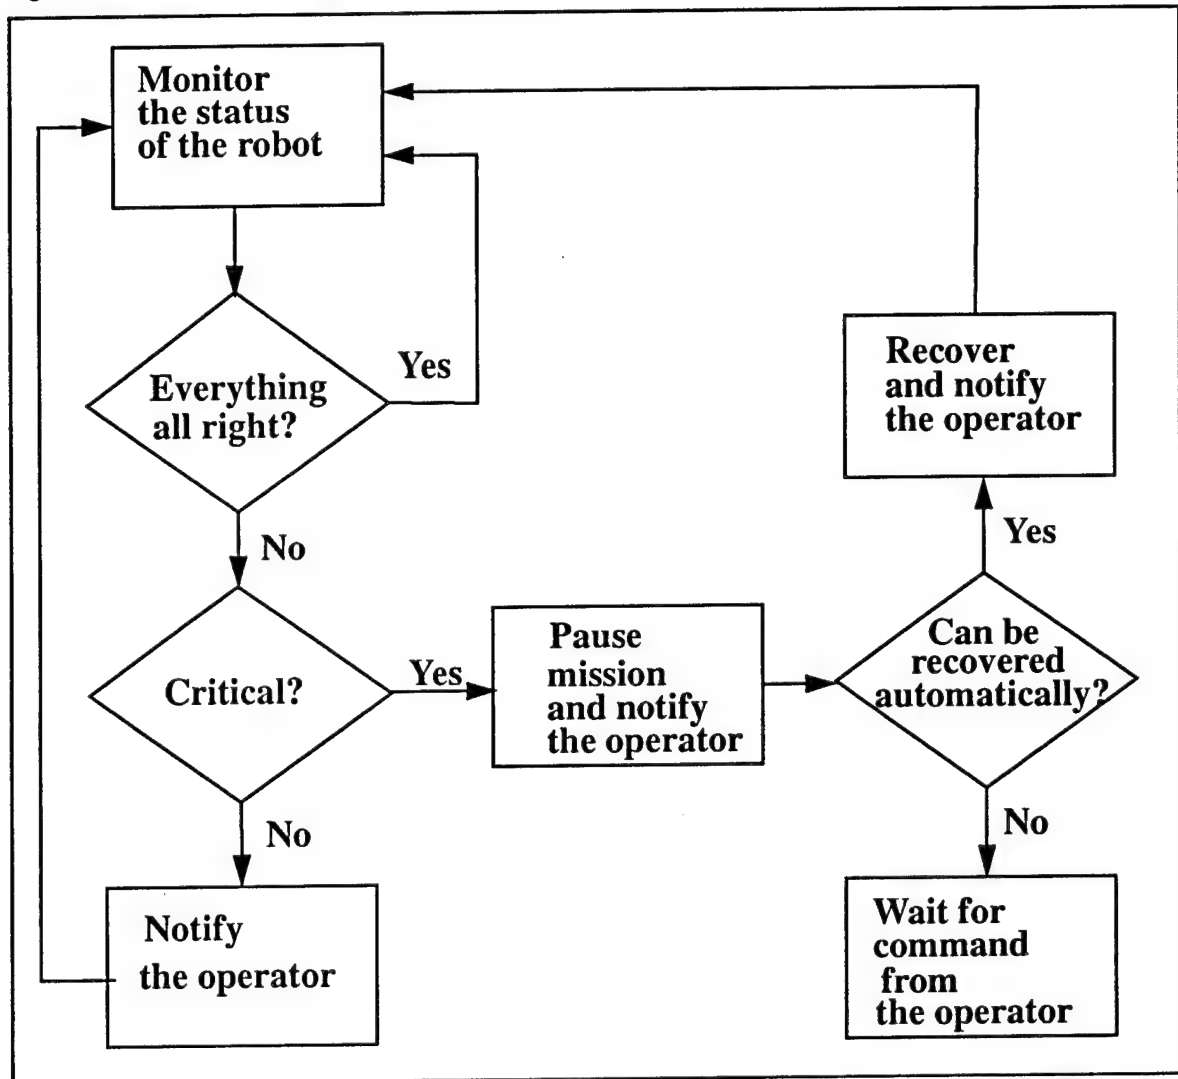 Monitor
the status
of the robot
Everything
all right?
Yes
No
Critical?
Yes
No
Notify
the operator
Pause
mission
and notify
the operator
Can be
recovered
automatically?
Yes
Recover
and notify
the operator
No
Wait for
command
from
the operator